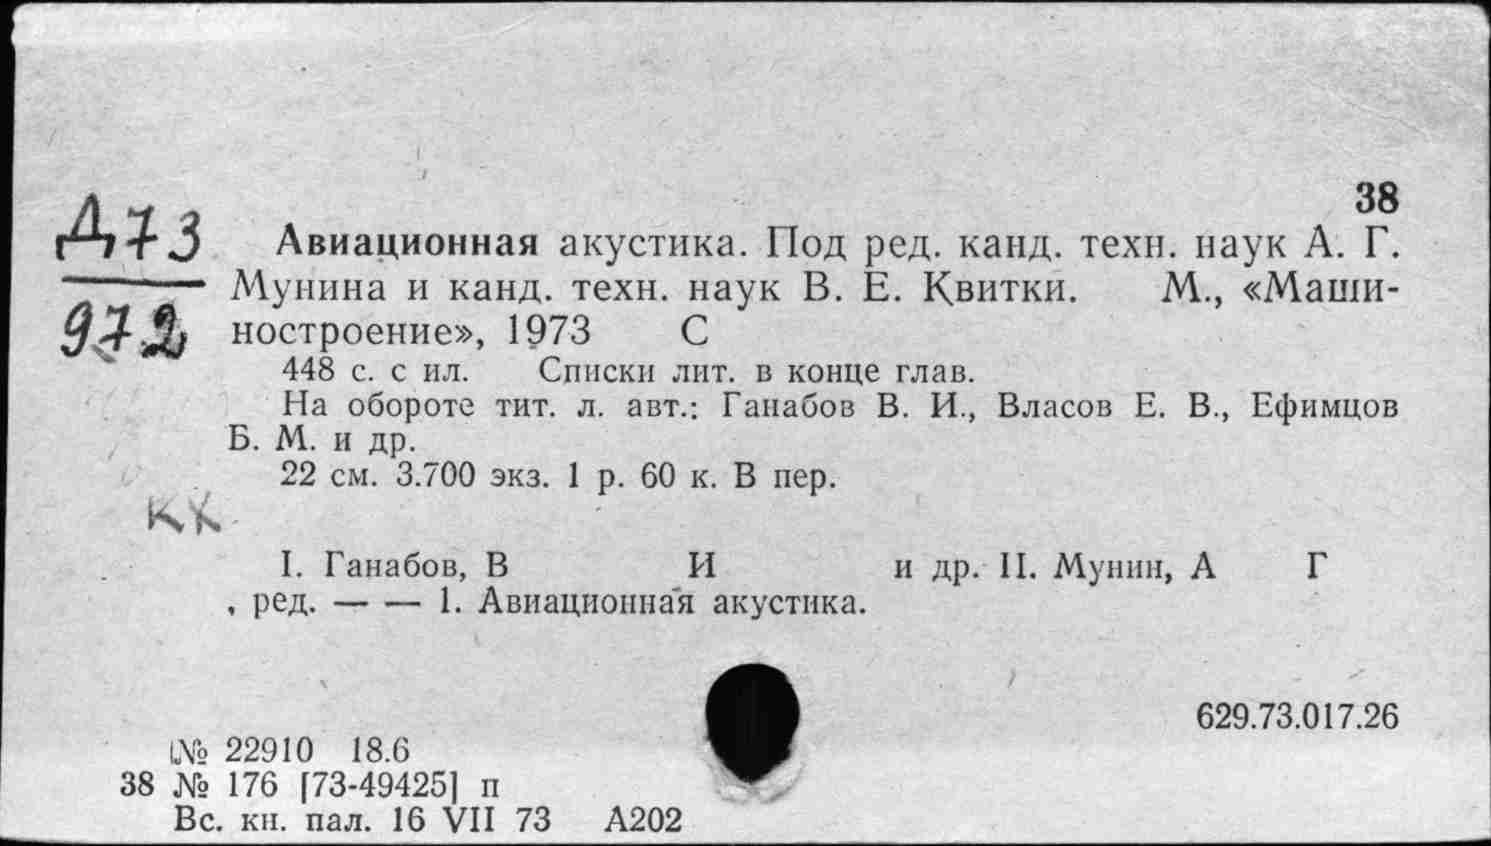 38
Д73
Авиационная акустика. Под ред. канд. техн. наук А. Г.
Мунина и канд. техн. наук В. Е. Квитки. М., «Маши-
972
ностроение», 1973 С
448 с. с ил. Списки лит. в конце глав.
На обороте тит. л. авт.: Ганабов В. И., Власов Е. В., Ефимцов
Б. М. и др.
22 см. 3.700 экз. 1 р. 60 к. В пер.
КК
I. Ганабов, В И и др. II. Мунин, А Г
, ред. — — 1. Авиационная акустика.
629.73.017.26
№ 22910 18.6
38 № 176 [73-49425] п
Вс. кн. пал. 16 VII 73 А202